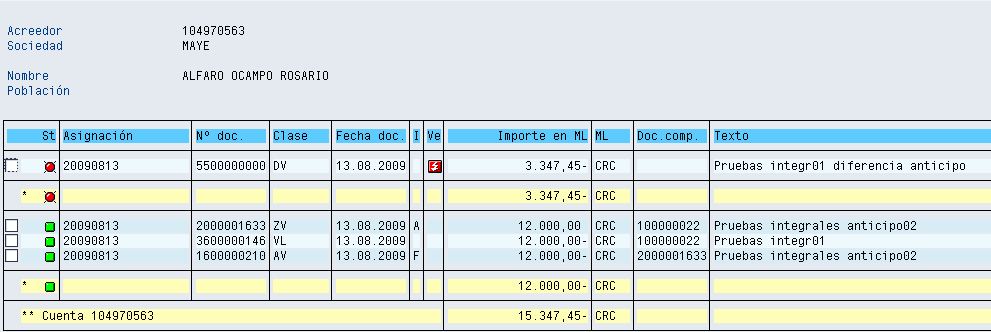 Acreedor 104970563
Sociedad MAYE
Nombre ALFARO OCAMPO ROSARIO
Población
St Asignación Nº doc. Clase Fecha doc. I Ve Importe en ML ML Doc.comp. Texto
20090813 5500000000 DV 13.08.2009 3.347,45- CRC Pruebas integr01 diferencia anticipo
* 3.347,45- CRC
20090813 2000001633 ZV 13.08.2009 A 12.000,00 CRC 100000022 Pruebas integrales anticipo02
20090813 3600000146 VL 13.08.2009 12.000,00- CRC 100000022 Pruebas integr01
20090813 1600000210 AV 13.08.2009 F 12.000,00- CRC 2000001633 Pruebas integrales anticipo02
* 12.000,00- CRC
** Cuenta 104970563 15.347,45- CRC